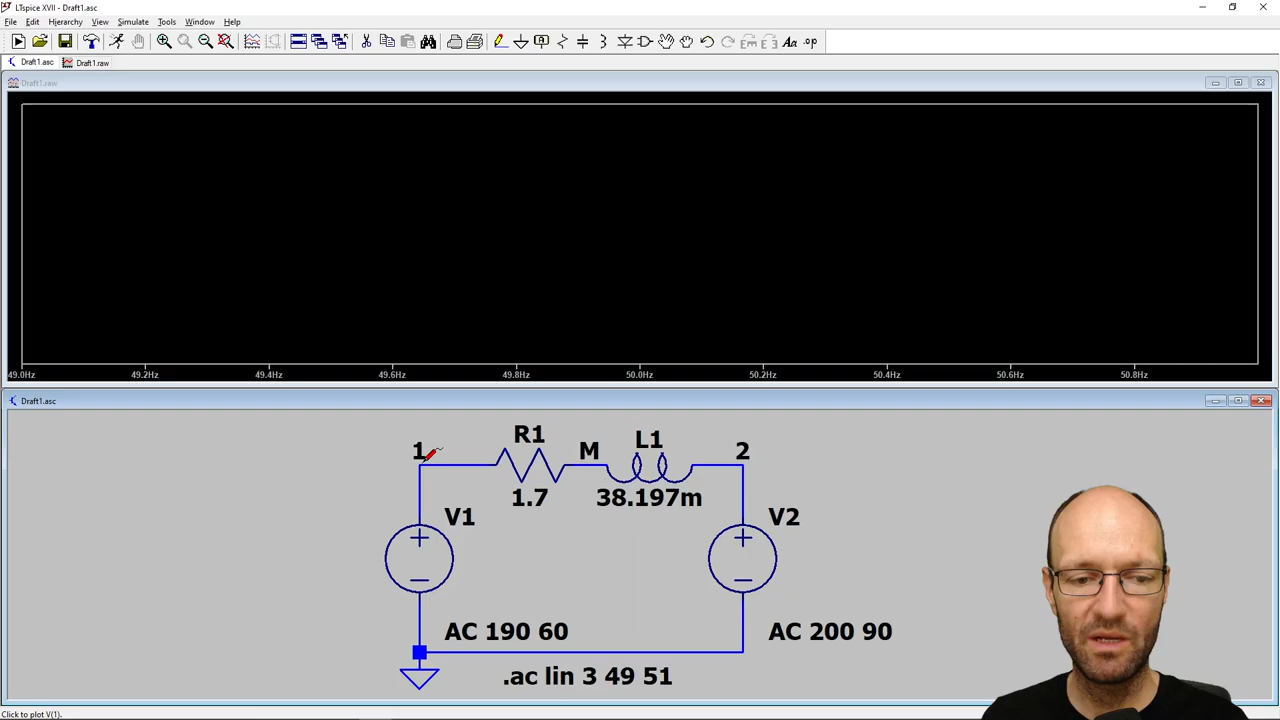 LTspice XVII - Draft1.asc
File Edit Hierarchy View Simulate Tools Window Help
Draft1.asc Draft1.raw
Draft1.raw
49.0Hz 49.2Hz 49.4Hz 49.6Hz 49.8Hz 50.0Hz 50.2Hz 50.4Hz 50.6Hz 50.8Hz
Draft1.asc
R1 L1
1 M 2
1.7 38.197m
V1 V2
AC 190 60 AC 200 90
.ac lin 3 49 51
Click to plot V(1).